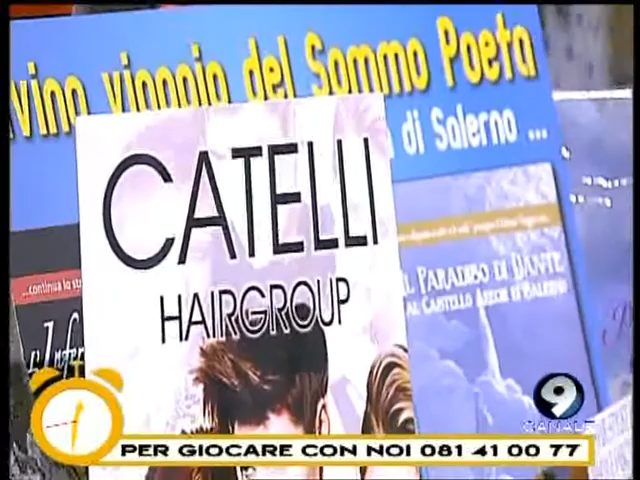 vino viaggio del Sommo Poeta
di Salerno ...
CATELLI
HAIRGROUP
...continua la
IL PARADISO DI DANTE
AL CASTELLO ARECHI DI SALERNO
L'Infer
9
CANALE
PER GIOCARE CON NOI 081 41 00 77